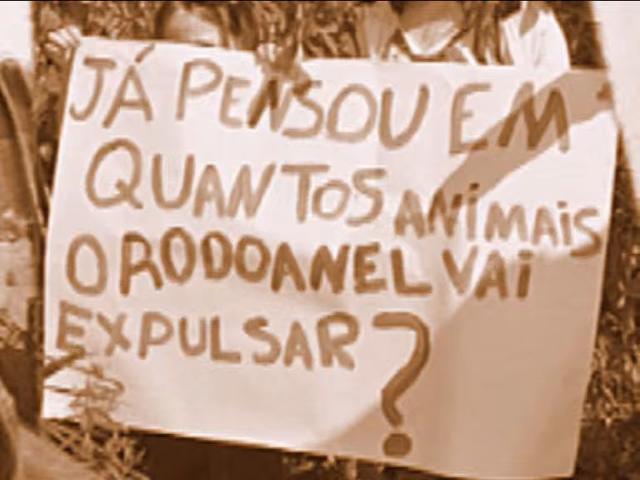 JÁ PENSOU EM
QUANTOS ANiMAiS
O RODOANEL VAi
EXPULSAR?